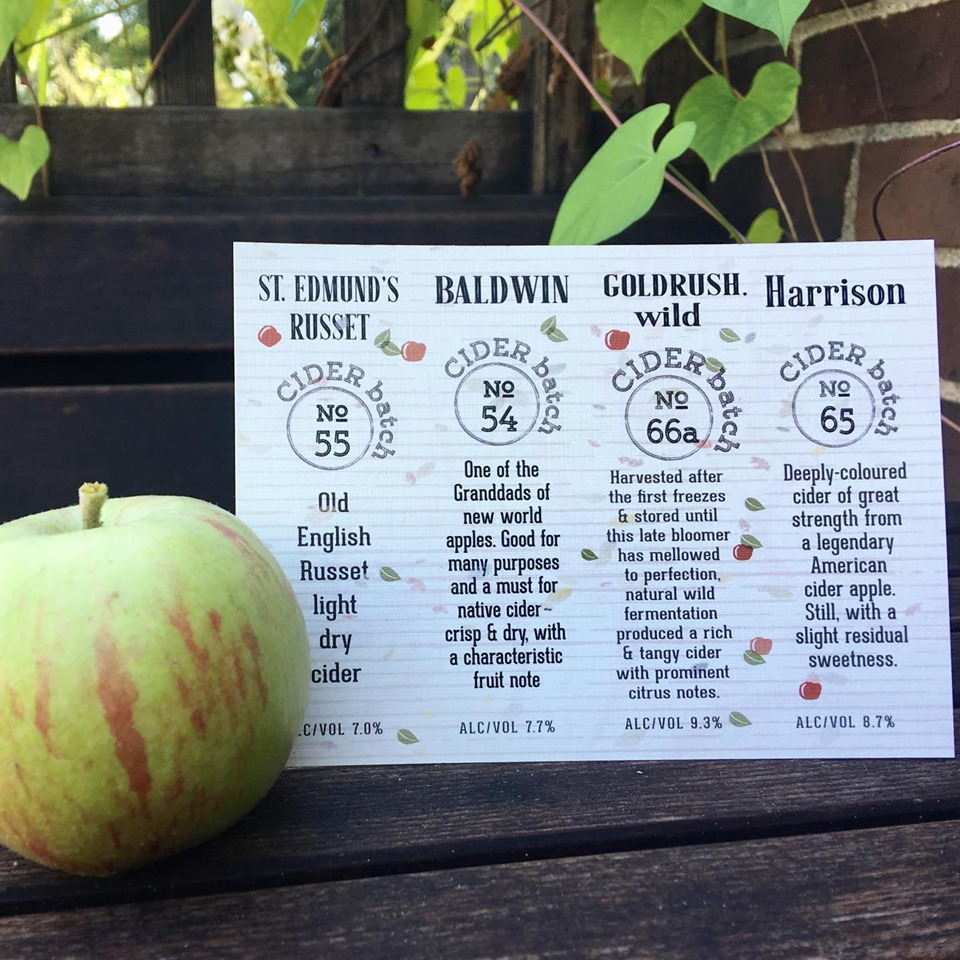 ST. EDMUND'S
RUSSET
CIDER batch
No
55
Old
English
Russet
light
dry
cider
LC/VOL 7.0%
BALDWIN
CIDER batch
No
54
One of the
Granddads of
new world
apples. Good for
many purposes
and a must for
native cider~
crisp & dry, with
a characteristic
fruit note
ALC/VOL 7.7%
GOLDRUSH.
wild
CIDER batch
No
66a
Harvested after
the first freezes
& stored until
this late bloomer
has mellowed
to perfection,
natural wild
fermentation
produced a rich
& tangy cider
with prominent
citrus notes.
ALC/VOL 9.3%
Harrison
CIDER batch
No
65
Deeply-coloured
cider of great
strength from
a legendary
American
cider apple.
Still, with a
slight residual
sweetness.
ALC/VOL 8.7%